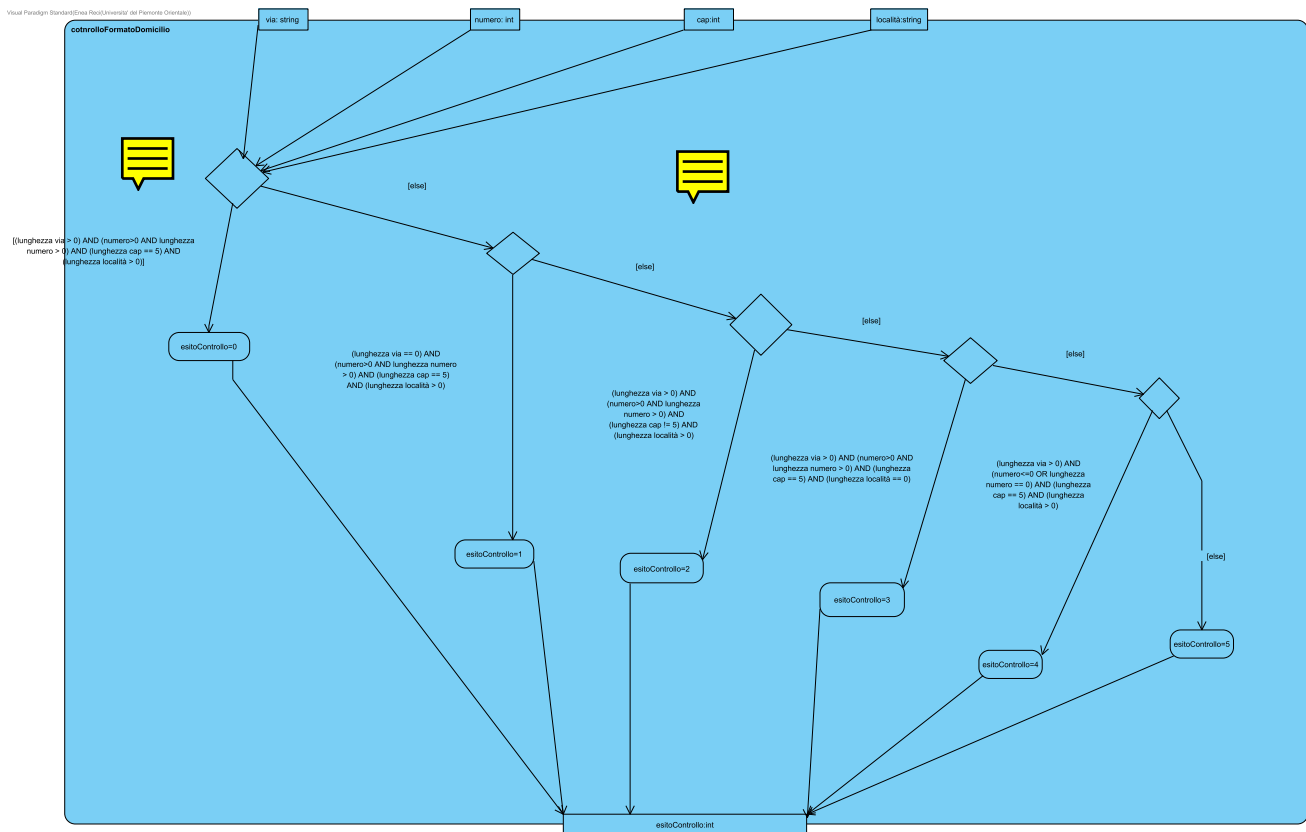 Visual Paradigm Standard(Enea Reci(Universita' del Piemonte Orientale))
via: string
numero: int
cap:int
località:string
cotnrolloFormatoDomicilio
[else]
[(lunghezza via > 0) AND (numero>0 AND lunghezza
numero > 0) AND (lunghezza cap == 5) AND
(lunghezza località > 0)]
[else]
[else]
esitoControllo=0
[else]
(lunghezza via == 0) AND
(numero>0 AND lunghezza numero
> 0) AND (lunghezza cap == 5)
AND (lunghezza località > 0)
(lunghezza via > 0) AND
(numero>0 AND lunghezza
numero > 0) AND
(lunghezza cap != 5) AND
(lunghezza località > 0)
(lunghezza via > 0) AND (numero>0 AND
lunghezza numero > 0) AND (lunghezza
cap == 5) AND (lunghezza località == 0)
(lunghezza via > 0) AND
(numero<=0 OR lunghezza
numero == 0) AND (lunghezza
cap == 5) AND (lunghezza
località > 0)
esitoControllo=1
[else]
esitoControllo=2
esitoControllo=3
esitoControllo=5
esitoControllo=4
esitoControllo:int